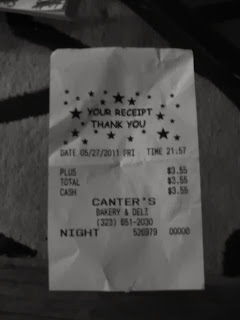 YOUR RECEIPT
THANK YOU
DATE 05/27/2011 FRI TIME 21:57
PLUS $3.55
TOTAL $3.55
CASH $3.55
CANTER'S
BAKERY & DELI
(323) 651-2030
NIGHT 526979 00000